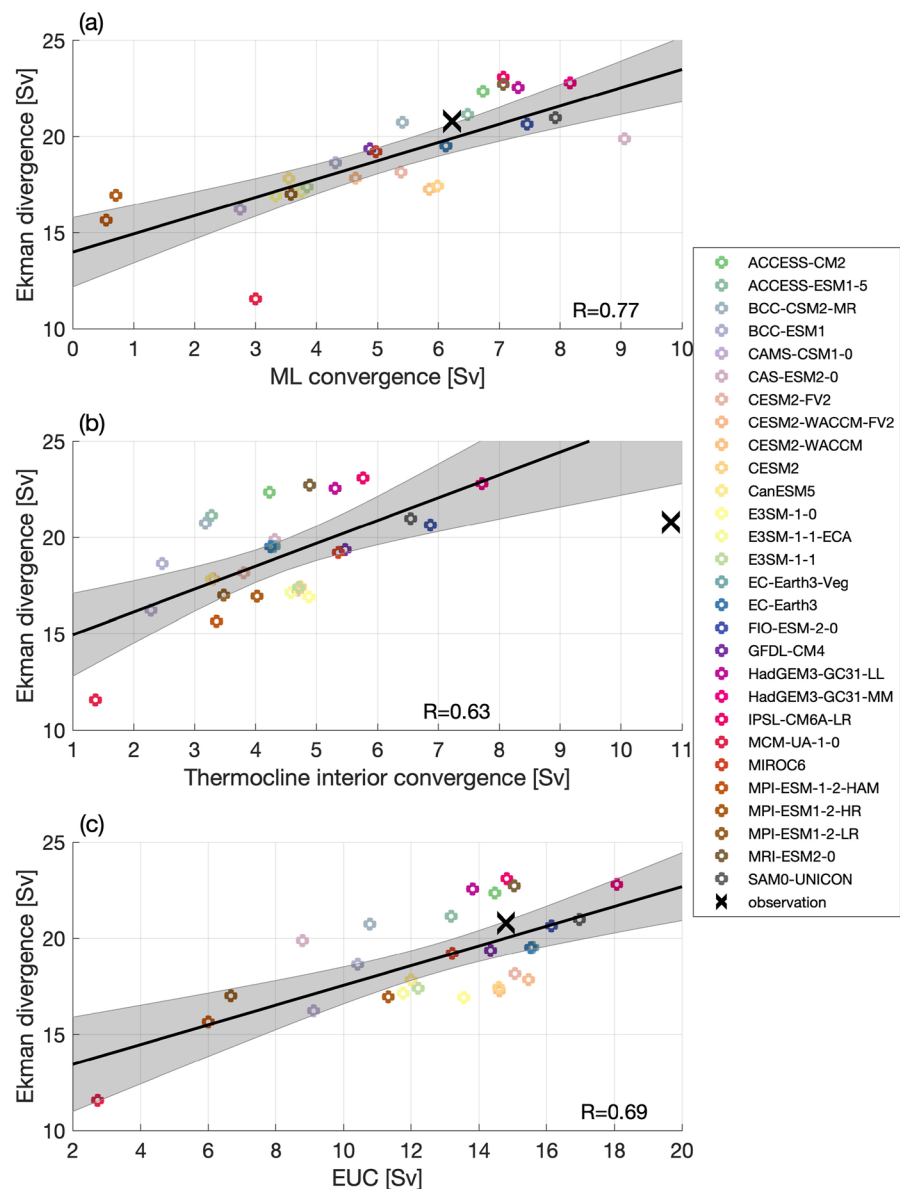 (a)
25
20
15
10
Ekman divergence [Sv]
R=0.77
0 1 2 3 4 5 6 7 8 9 10
ML convergence [Sv]
(b)
25
20
15
10
Ekman divergence [Sv]
R=0.63
1 2 3 4 5 6 7 8 9 10 11
Thermocline interior convergence [Sv]
(c)
25
20
15
10
Ekman divergence [Sv]
R=0.69
2 4 6 8 10 12 14 16 18 20
EUC [Sv]
ACCESS-CM2
ACCESS-ESM1-5
BCC-CSM2-MR
BCC-ESM1
CAMS-CSM1-0
CAS-ESM2-0
CESM2-FV2
CESM2-WACCM-FV2
CESM2-WACCM
CESM2
CanESM5
E3SM-1-0
E3SM-1-1-ECA
E3SM-1-1
EC-Earth3-Veg
EC-Earth3
FIO-ESM-2-0
GFDL-CM4
HadGEM3-GC31-LL
HadGEM3-GC31-MM
IPSL-CM6A-LR
MCM-UA-1-0
MIROC6
MPI-ESM-1-2-HAM
MPI-ESM1-2-HR
MPI-ESM1-2-LR
MRI-ESM2-0
SAM0-UNICON
observation